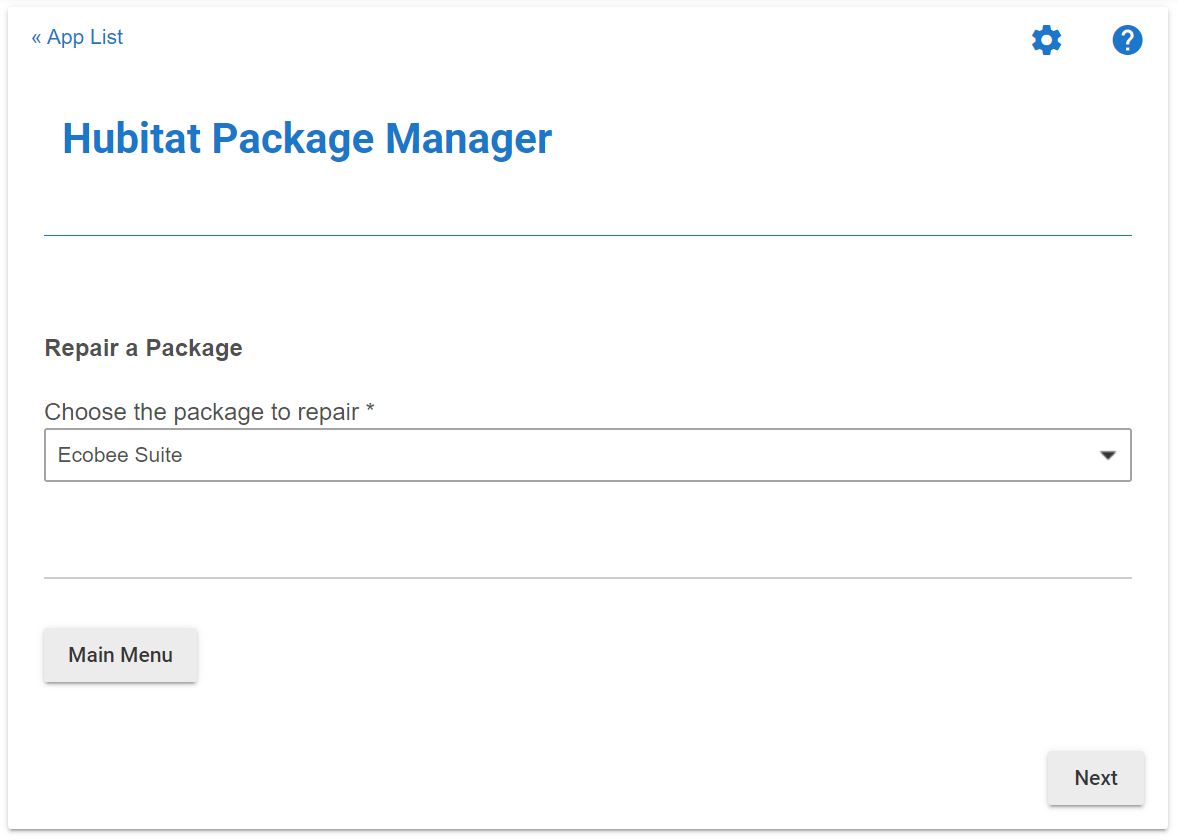 « App List
Hubitat Package Manager
Repair a Package
Choose the package to repair *
Ecobee Suite
Main Menu
Next